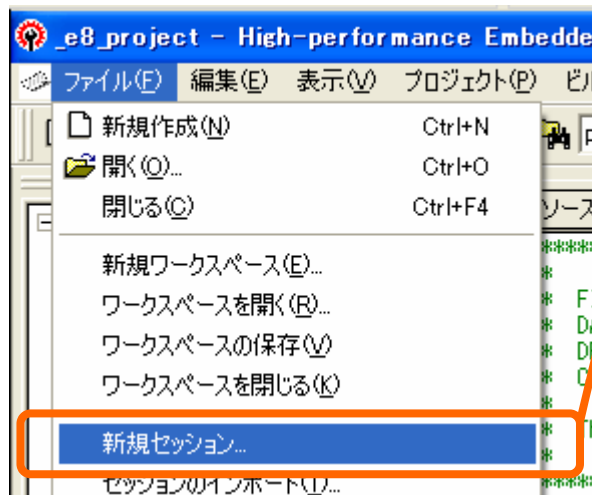 _e8_project - High-performance Embedde
ファイル(F) 編集(E) 表示(V) プロジェクト(P) ビル
新規作成(N) Ctrl+N
開く(O)... Ctrl+O
閉じる(C) Ctrl+F4
新規ワークスペース(E)...
ワークスペースを開く(R)...
ワークスペースの保存(V)
ワークスペースを閉じる(K)
新規セッション...
セッションのインポート(T)...
ソース